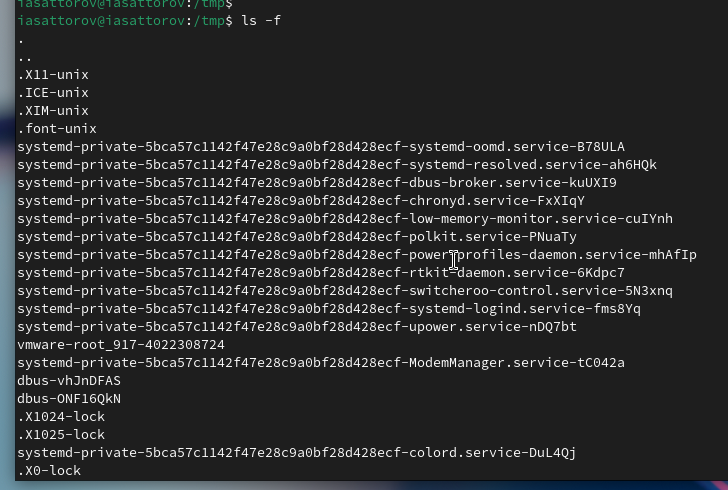 iasattorov@iasattorov:/tmp$
iasattorov@iasattorov:/tmp$ ls -f
.
..
.X11-unix
.ICE-unix
.XIM-unix
.font-unix
systemd-private-5bca57c1142f47e28c9a0bf28d428ecf-systemd-oomd.service-B78ULA
systemd-private-5bca57c1142f47e28c9a0bf28d428ecf-systemd-resolved.service-ah6HQk
systemd-private-5bca57c1142f47e28c9a0bf28d428ecf-dbus-broker.service-kuUXI9
systemd-private-5bca57c1142f47e28c9a0bf28d428ecf-chronyd.service-FxXIqY
systemd-private-5bca57c1142f47e28c9a0bf28d428ecf-low-memory-monitor.service-cuIYnh
systemd-private-5bca57c1142f47e28c9a0bf28d428ecf-polkit.service-PNuaTy
systemd-private-5bca57c1142f47e28c9a0bf28d428ecf-power-profiles-daemon.service-mhAfIp
systemd-private-5bca57c1142f47e28c9a0bf28d428ecf-rtkit-daemon.service-6Kdpc7
systemd-private-5bca57c1142f47e28c9a0bf28d428ecf-switcheroo-control.service-5N3xnq
systemd-private-5bca57c1142f47e28c9a0bf28d428ecf-systemd-logind.service-fms8Yq
systemd-private-5bca57c1142f47e28c9a0bf28d428ecf-upower.service-nDQ7bt
vmware-root_917-4022308724
systemd-private-5bca57c1142f47e28c9a0bf28d428ecf-ModemManager.service-tC042a
dbus-vhJnDFAS
dbus-ONF16QkN
.X1024-lock
.X1025-lock
systemd-private-5bca57c1142f47e28c9a0bf28d428ecf-colord.service-DuL4Qj
.X0-lock